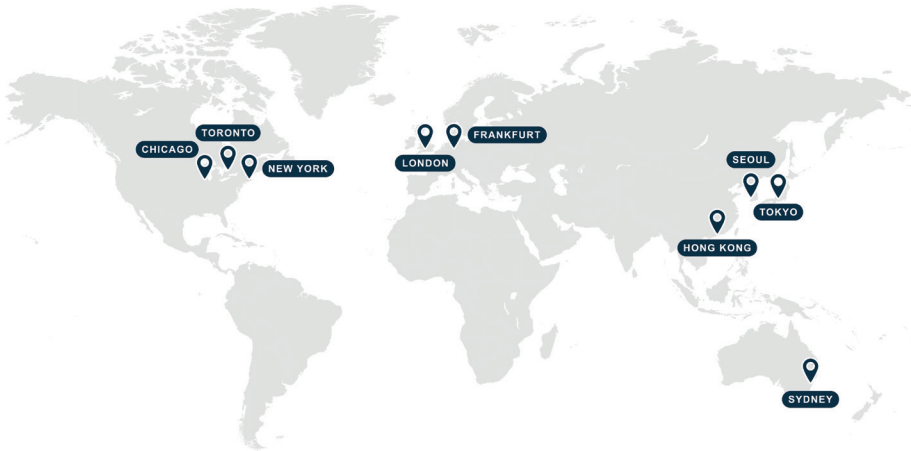 TORONTO
CHICAGO
NEW YORK
LONDON
FRANKFURT
SEOUL
TOKYO
HONG KONG
SYDNEY